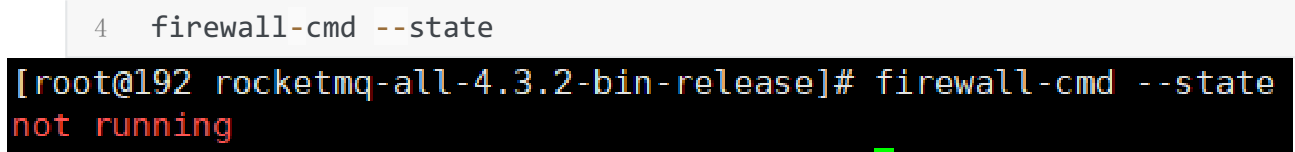 4 firewall-cmd --state
[root@192 rocketmq-all-4.3.2-bin-release]# firewall-cmd --state
not running